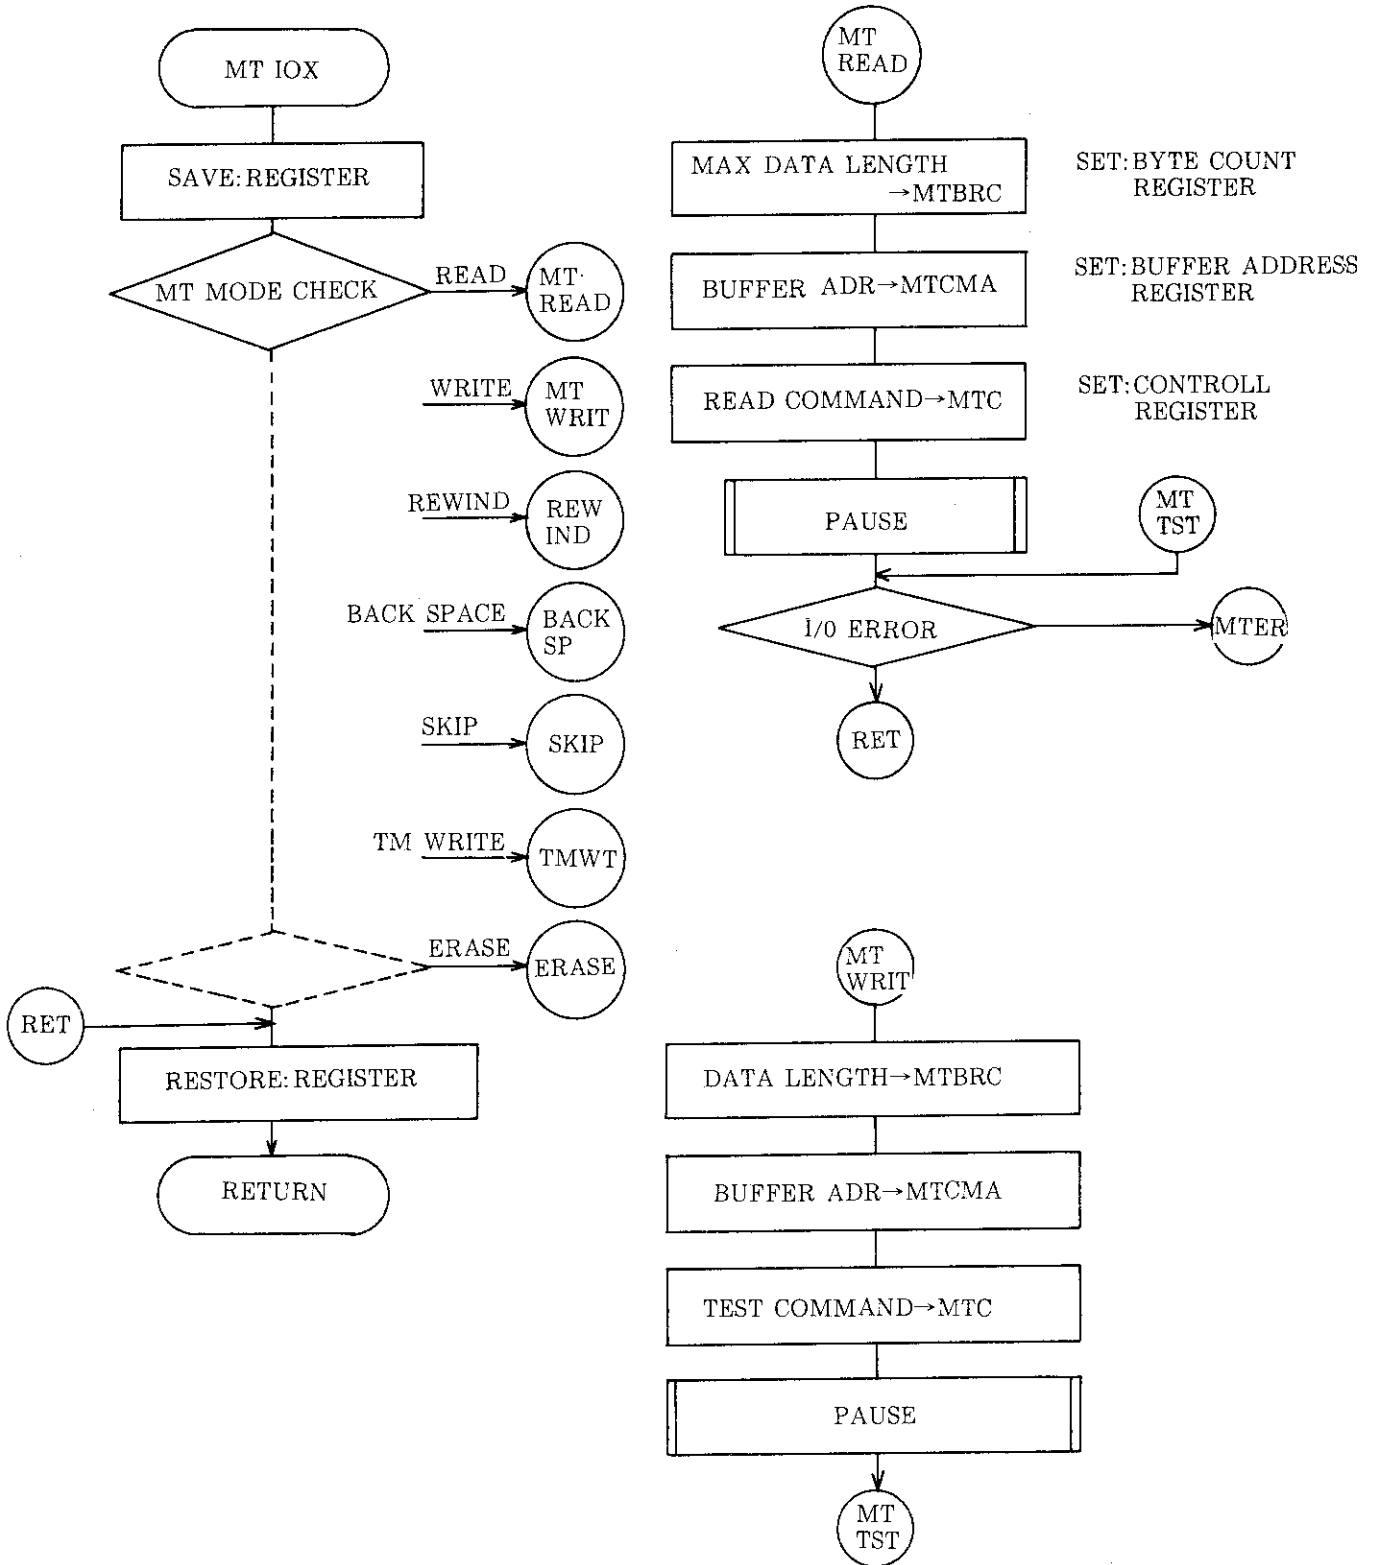 MT IOX
SAVE:REGISTER
MT MODE CHECK
READ
MT
READ
WRITE
MT
WRIT
REWIND
REW
IND
BACK SPACE
BACK
SP
SKIP
SKIP
TM WRITE
TMWT
ERASE
ERASE
RET
RESTORE:REGISTER
RETURN
MT
READ
MAX DATA LENGTH
→MTBRC
SET:BYTE COUNT
REGISTER
BUFFER ADR→MTCMA
SET:BUFFER ADDRESS
REGISTER
READ COMMAND→MTC
SET:CONTROLL
REGISTER
PAUSE
MT
TST
I/0 ERROR
MTER
RET
MT
WRIT
DATA LENGTH→MTBRC
BUFFER ADR→MTCMA
TEST COMMAND→MTC
PAUSE
MT
TST